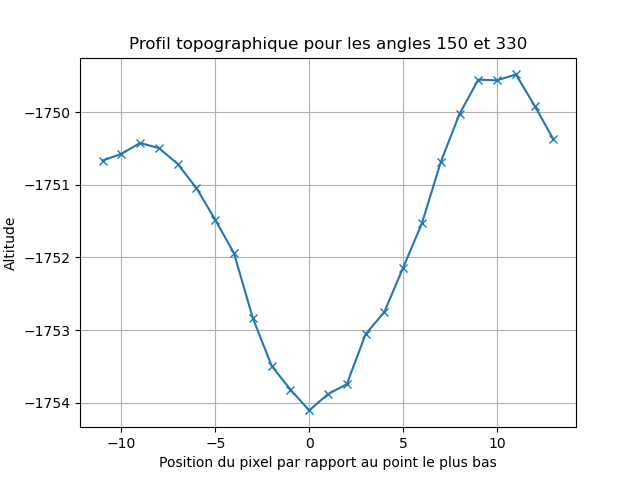 Profil topographique pour les angles 150 et 330
Altitude
−1750
−1751
−1752
−1753
−1754
−10 −5 0 5 10
Position du pixel par rapport au point le plus bas